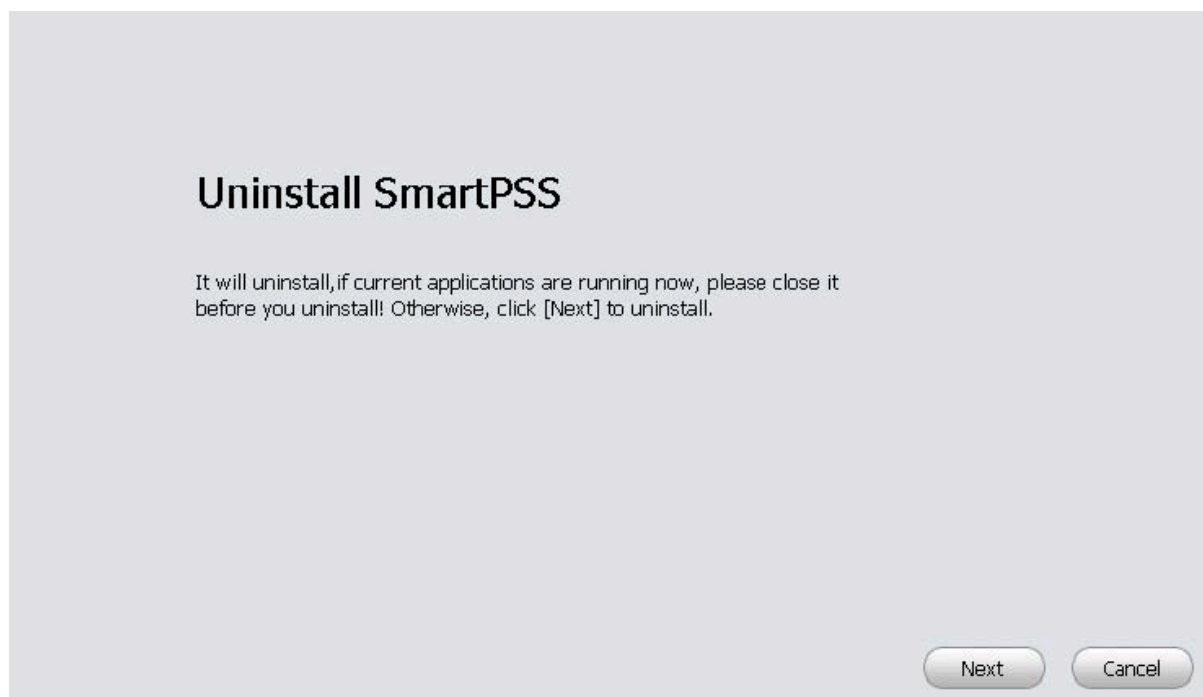 Uninstall SmartPSS
It will uninstall,if current applications are running now, please close it
before you uninstall! Otherwise, click [Next] to uninstall.
Next
Cancel